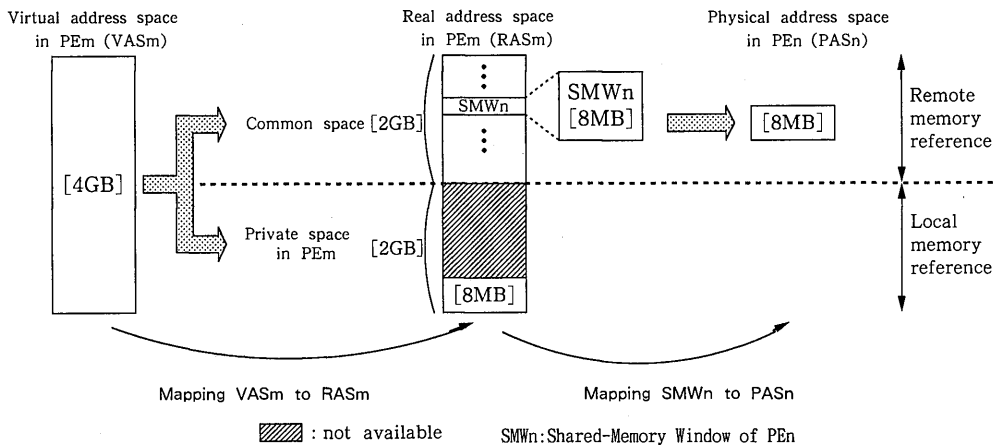 Virtual address space
in PEm (VASm)
Real address space
in PEm (RASm)
Physical address space
in PEn (PASn)
[4GB]
Common space [2GB]
SMWn
SMWn
[8MB]
[8MB]
Remote
memory
reference
Private space
in PEm
[2GB]
[8MB]
Local
memory
reference
Mapping VASm to RASm
Mapping SMWn to PASn
: not available
SMWn:Shared-Memory Window of PEn